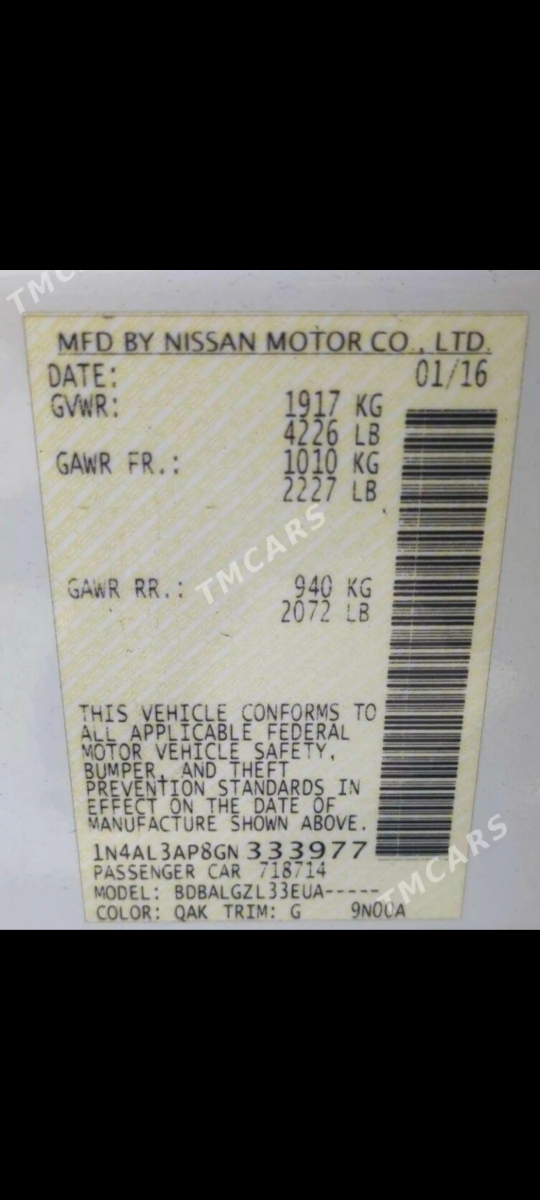 TMCARS
MFD BY NISSAN MOTOR CO., LTD.
DATE: 01/16
GVWR: 1917 KG
4226 LB
GAWR FR.: 1010 KG
2227 LB
TMCARS
GAWR RR.: 940 KG
2072 LB
THIS VEHICLE CONFORMS TO
ALL APPLICABLE FEDERAL
MOTOR VEHICLE SAFETY,
BUMPER, AND THEFT
PREVENTION STANDARDS IN
EFFECT ON THE DATE OF
MANUFACTURE SHOWN ABOVE.
1N4AL3AP8GN 333977
PASSENGER CAR 718714
MODEL: BDBALGZL33EUA-----
COLOR: QAK TRIM: G 9N00A
TMCARS